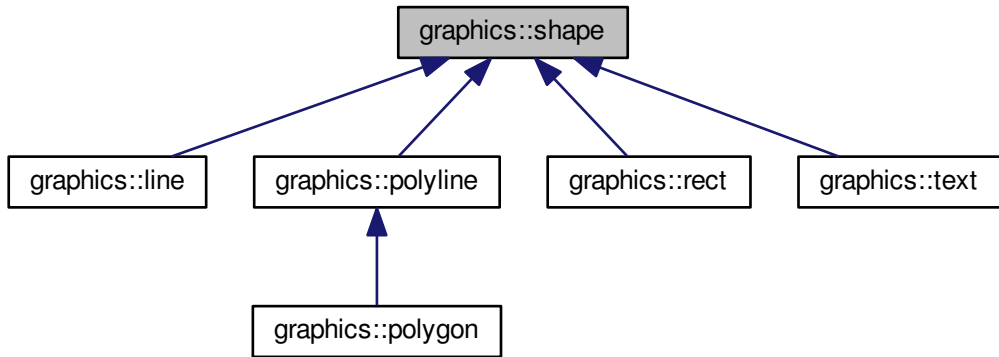 graphics::shape
graphics::line
graphics::polyline
graphics::rect
graphics::text
graphics::polygon